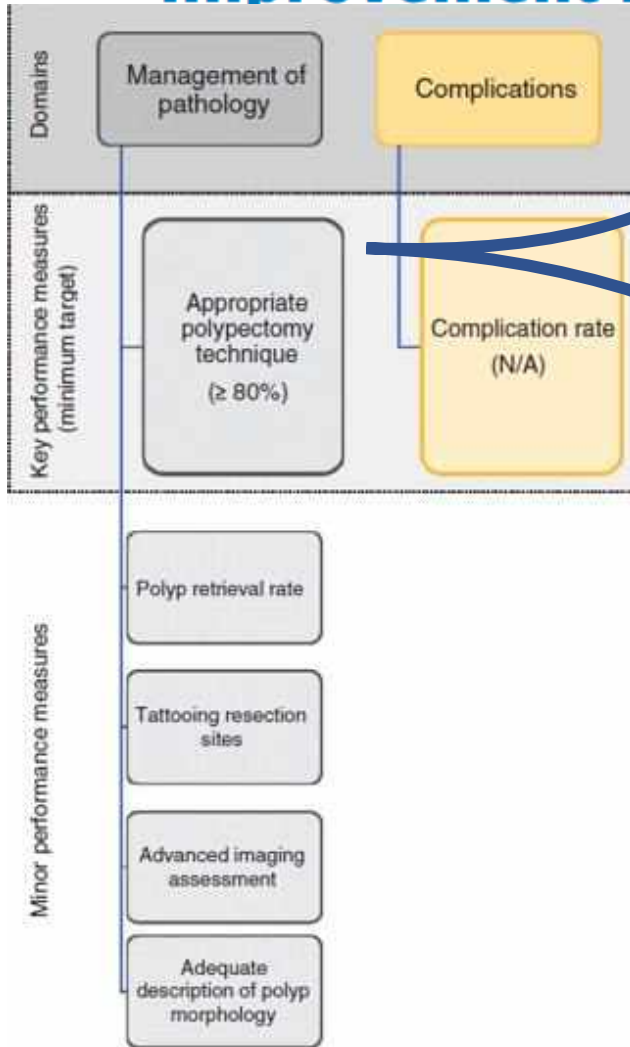 Improvement
Domains
Management of
pathology
Complications
Key performance measures
(minimum target)
Appropriate
polypectomy
technique
(≥ 80%)
Complication rate
(N/A)
Minor performance measures
Polyp retrieval rate
Tattooing resection
sites
Advanced imaging
assessment
Adequate
description of polyp
morphology